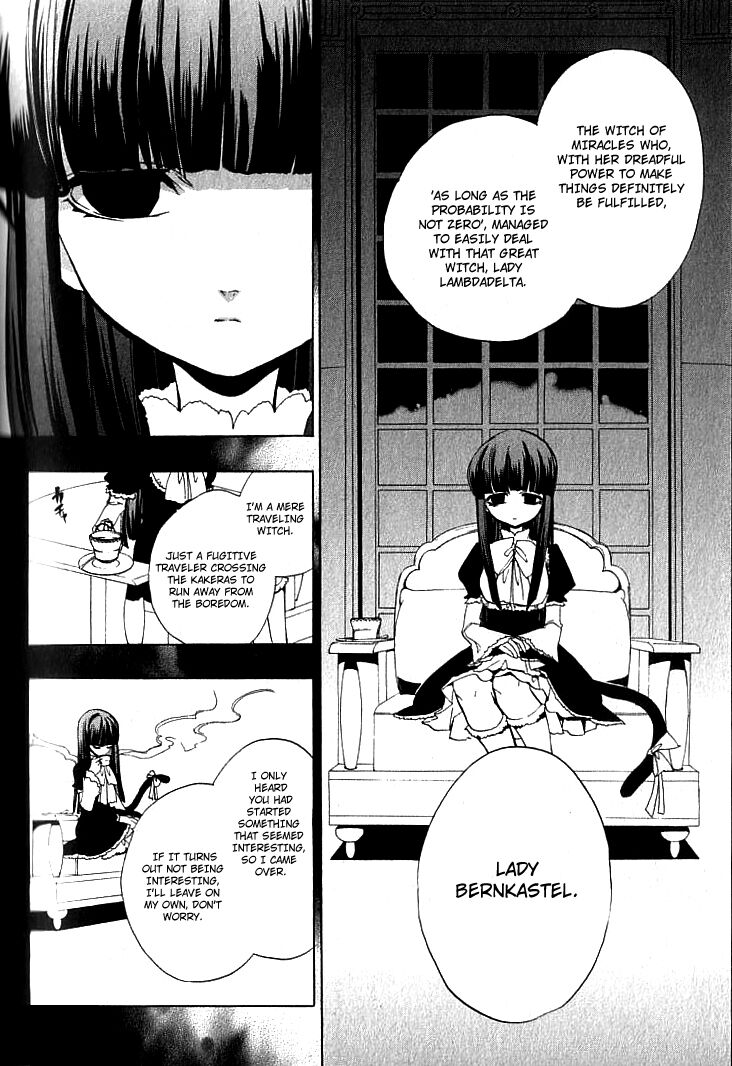 THE WITCH OF
MIRACLES WHO,
WITH HER DREADFUL
POWER TO MAKE
THINGS DEFINITELY
BE FULFILLED,
'AS LONG AS THE
PROBABILITY IS
NOT ZERO', MANAGED
TO EASILY DEAL
WITH THAT GREAT
WITCH, LADY
LAMBDADELTA.
LADY
BERNKASTEL.
I'M A MERE
TRAVELING
WITCH.
JUST A FUGITIVE
TRAVELER CROSSING
THE KAKERAS TO
RUN AWAY FROM
THE BOREDOM.
I ONLY
HEARD
YOU HAD
STARTED
SOMETHING
THAT SEEMED
INTERESTING,
SO I CAME
OVER.
IF IT TURNS
OUT NOT BEING
INTERESTING,
I'LL LEAVE ON
MY OWN, DON'T
WORRY.